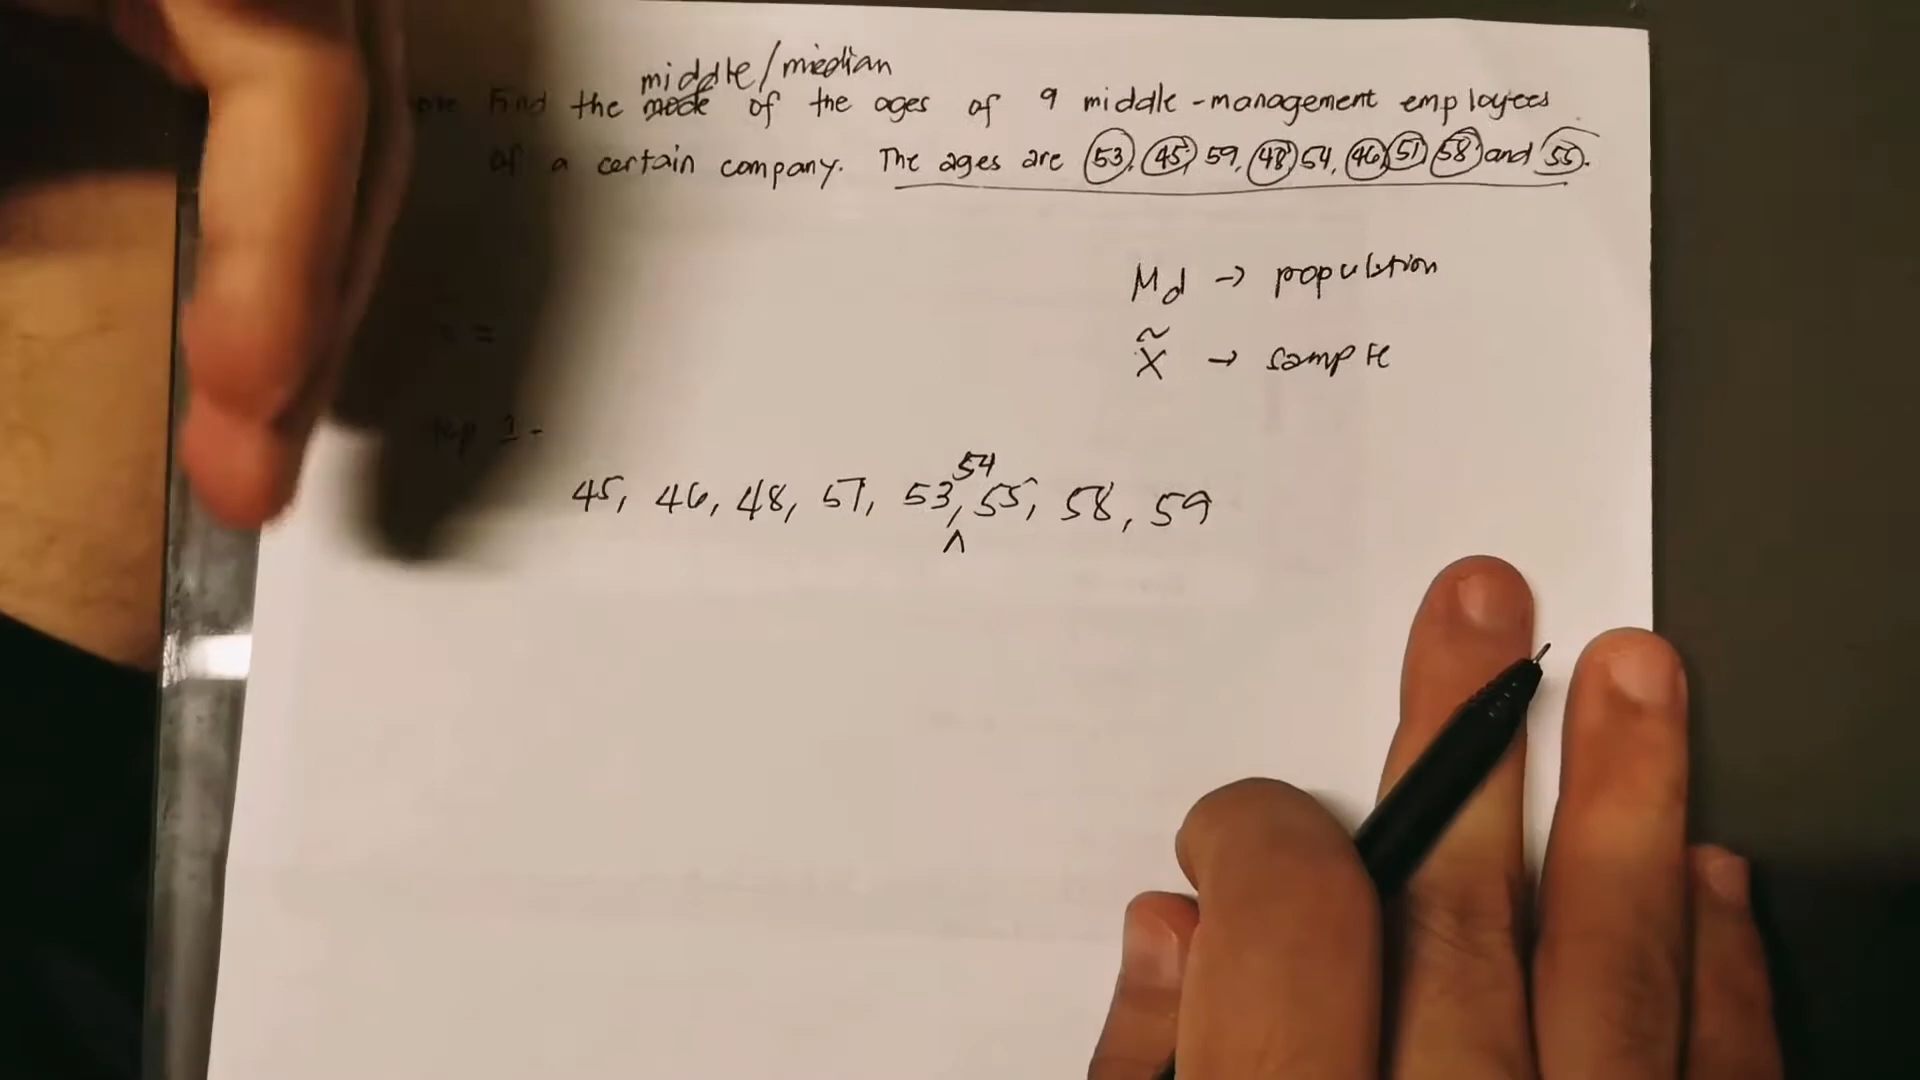 middle/median
Find the mode of the ages of 9 middle-management employees
of a certain company. The ages are 53, 45, 59, 48, 54, 46, 51, 58 and 55.
Md → population
x̃ → sample
=
54
45, 46, 48, 51, 53, 55, 58, 59
^